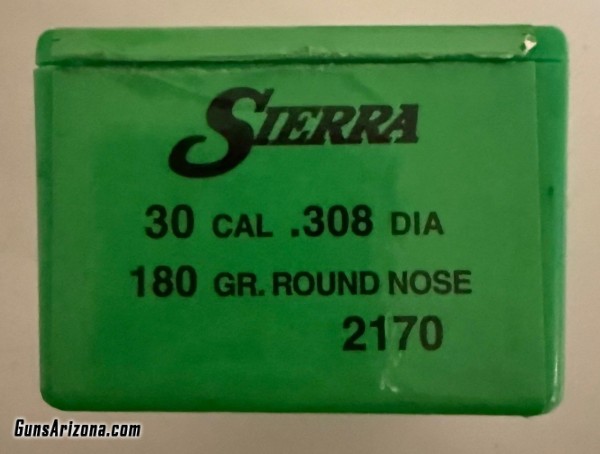 SIERRA
30 CAL .308 DIA
180 GR. ROUND NOSE
2170
GunsArizona.com